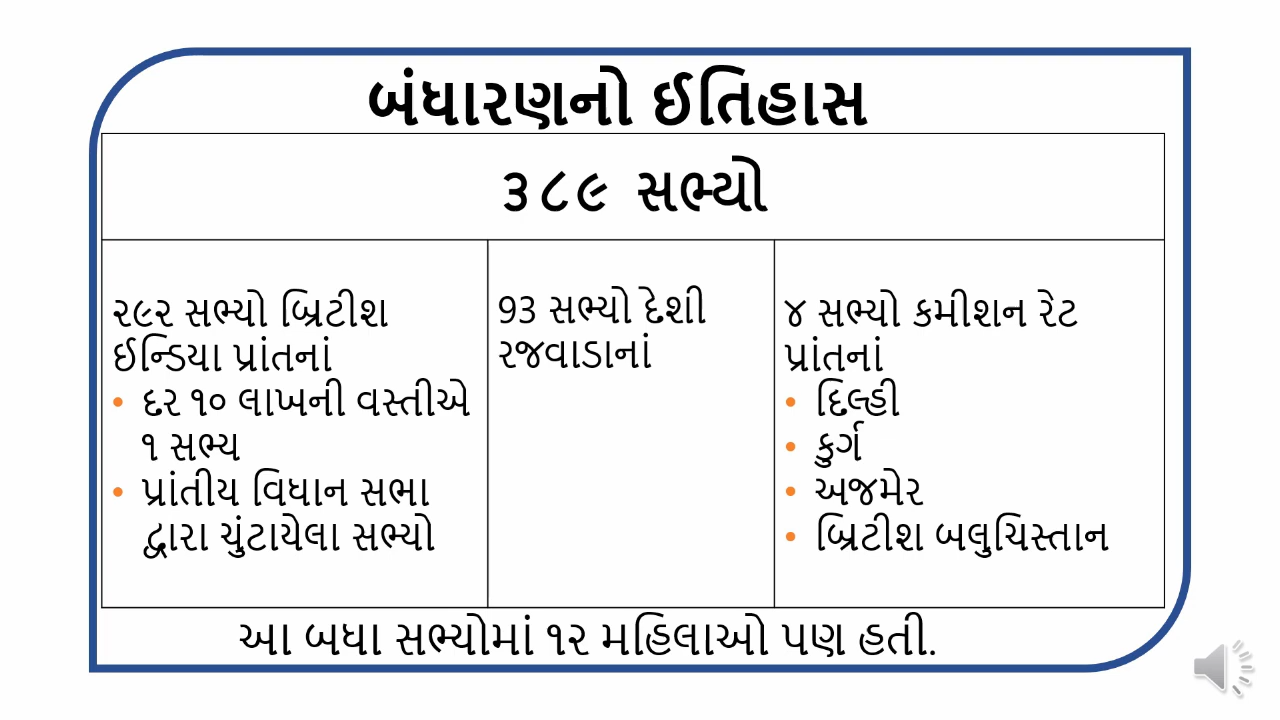 બંધારણનો ઈતિહાસ
૩૮૯ સભ્યો
૨૯૨ સભ્યો બ્રિટીશ
ઈન્ડિયા પ્રાંતનાં
• દર ૧૦ લાખની વસ્તીએ
૧ સભ્ય
• પ્રાંતીય વિધાન સભા
દ્વારા ચુંટાયેલા સભ્યો
93 સભ્યો દેશી
રજવાડાનાં
૪ સભ્યો કમીશન રેટ
પ્રાંતનાં
• દિલ્હી
• કુર્ગ
• અજમેર
• બ્રિટીશ બલુચિસ્તાન
આ બધા સભ્યોમાં ૧૨ મહિલાઓ પણ હતી.